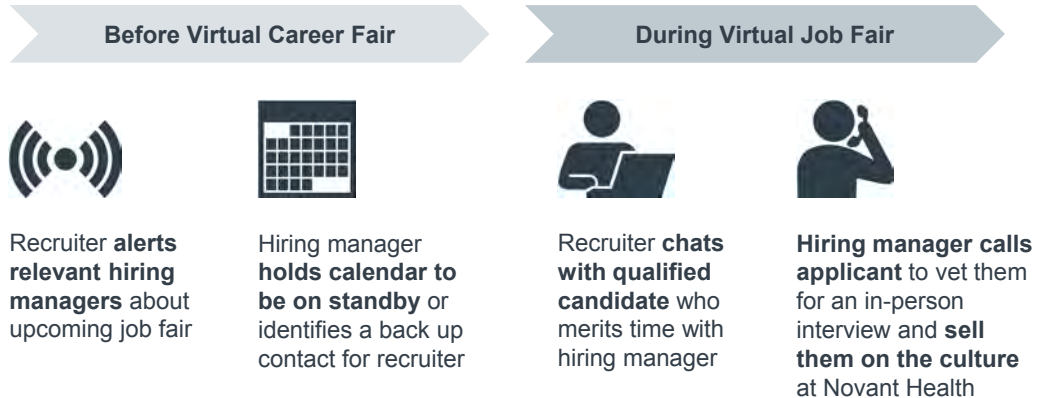 Before Virtual Career Fair
During Virtual Job Fair
Recruiter alerts
relevant hiring
managers about
upcoming job fair
Hiring manager
holds calendar to
be on standby or
identifies a back up
contact for recruiter
Recruiter chats
with qualified
candidate who
merits time with
hiring manager
Hiring manager calls
applicant to vet them
for an in-person
interview and sell
them on the culture
at Novant Health